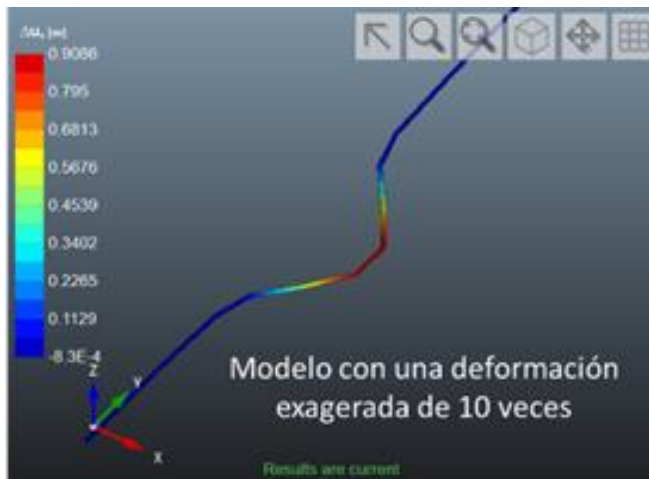 0.9086
0.795
0.6813
0.5676
0.4539
0.3402
0.2265
0.1129
-8.3E-4
Z
Y
X
Modelo con una deformación
exagerada de 10 veces
Results are current